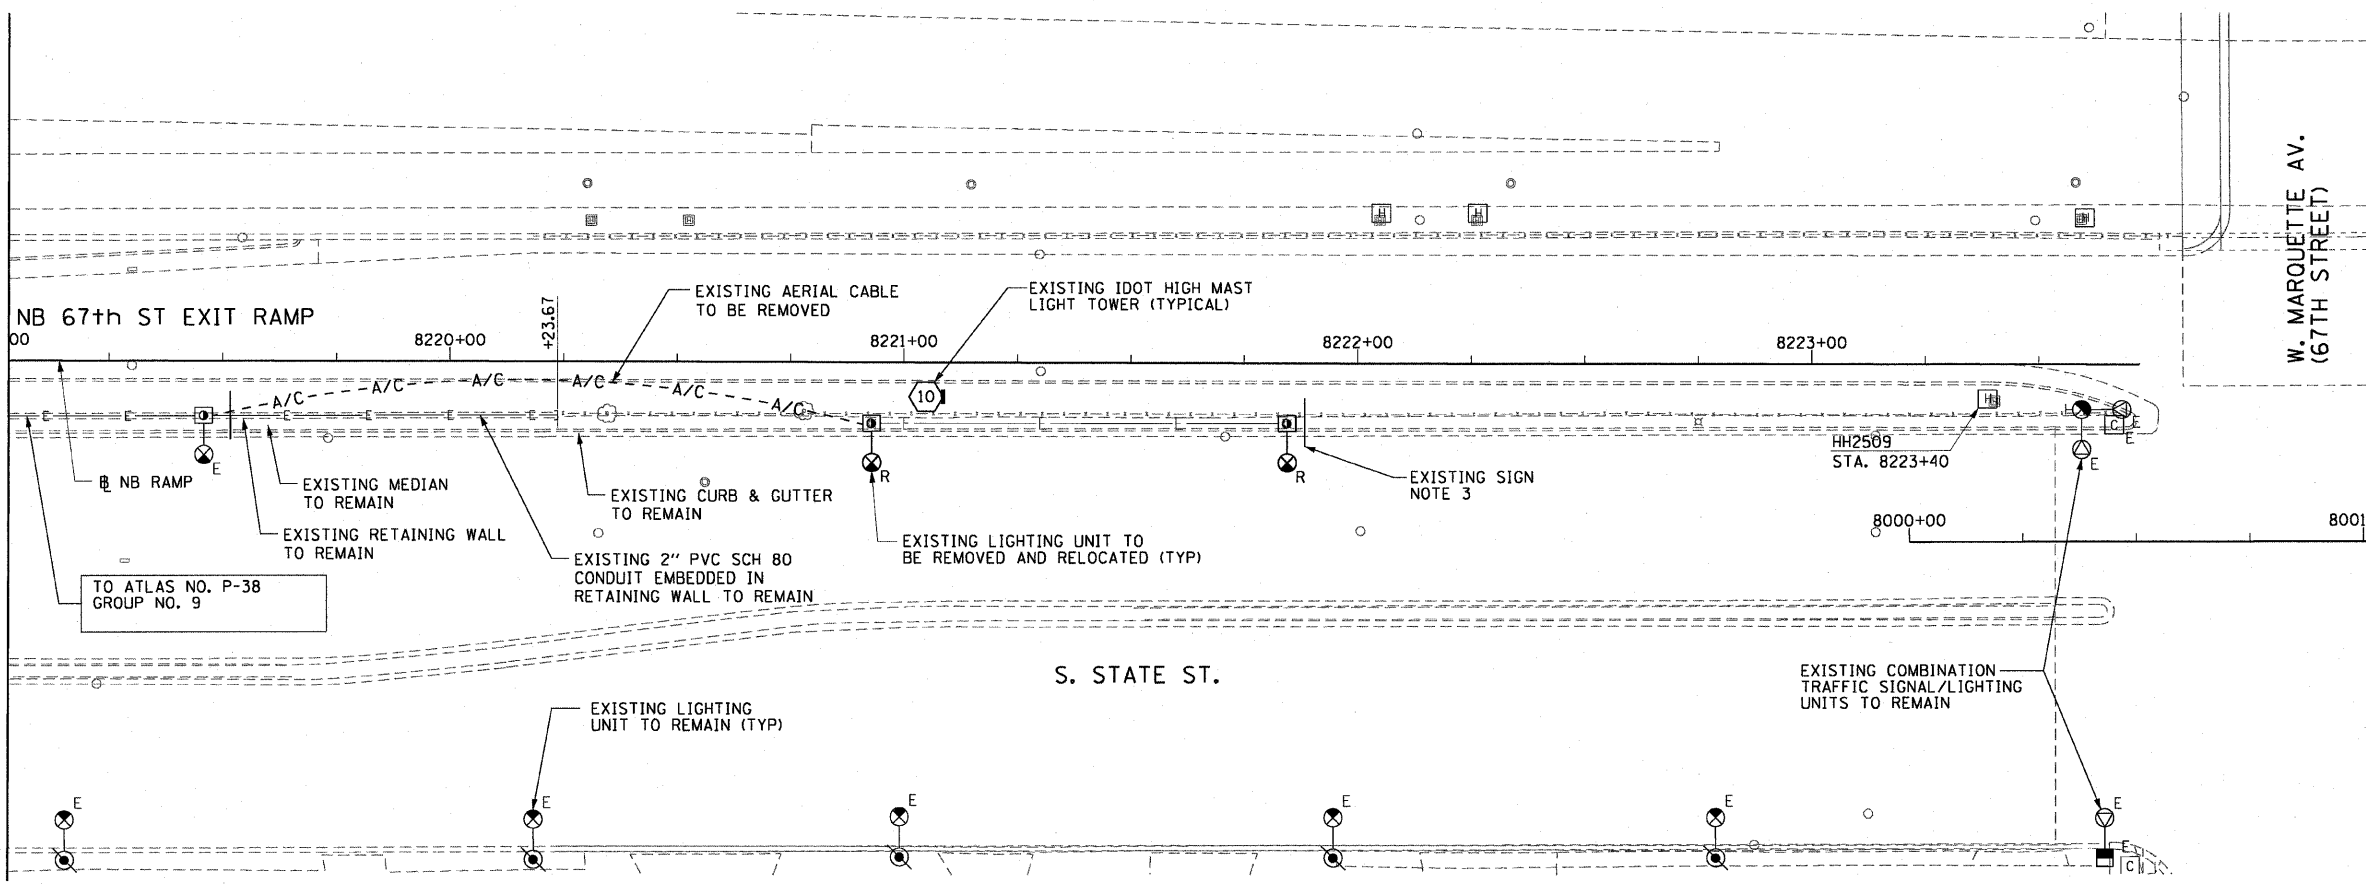 W. MARQUETTE AV.
(67TH STREET)
EXISTING AERIAL CABLE
TO BE REMOVED
EXISTING IDOT HIGH MAST
LIGHT TOWER (TYPICAL)
NB 67th ST EXIT RAMP
00
8220+00
+23.67
8221+00
8222+00
8223+00
A/C
A/C
A/C
A/C
A/C
A/C
10
E
E
E
E
E
E
H
H
H
C
E
E
E
R
R
E
HH2509
STA. 8223+40
℄ NB RAMP
EXISTING MEDIAN
TO REMAIN
EXISTING RETAINING WALL
TO REMAIN
EXISTING CURB & GUTTER
TO REMAIN
EXISTING 2" PVC SCH 80
CONDUIT EMBEDDED IN
RETAINING WALL TO REMAIN
EXISTING LIGHTING UNIT TO
BE REMOVED AND RELOCATED (TYP)
EXISTING SIGN
NOTE 3
8000+00
8001
TO ATLAS NO. P-38
GROUP NO. 9
S. STATE ST.
EXISTING COMBINATION
TRAFFIC SIGNAL/LIGHTING
UNITS TO REMAIN
EXISTING LIGHTING
UNIT TO REMAIN (TYP)
E
E
E
E
E
E
E
C